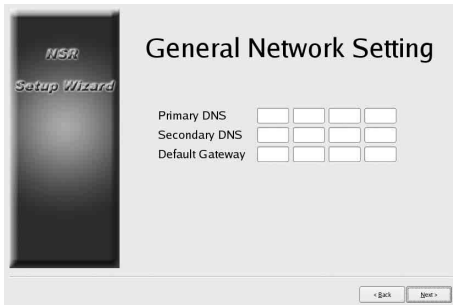 NSR
Setup Wizard
General Network Setting
Primary DNS
Secondary DNS
Default Gateway
< Back
Next >